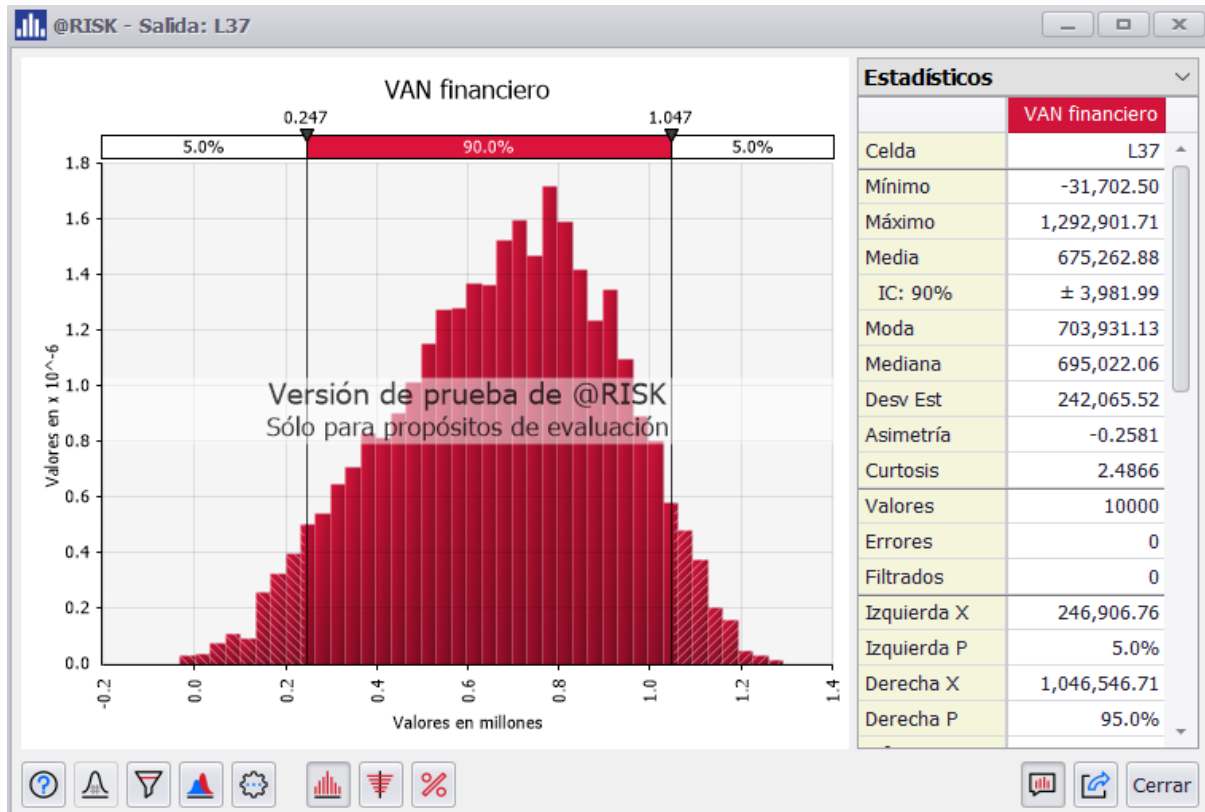 @RISK - Salida: L37
VAN financiero
0.247 1.047
5.0% 90.0% 5.0%
1.8
1.6
1.4
1.2
1.0
0.8
0.6
0.4
0.2
0.0
Valores en x 10^-6
Versión de prueba de @RISK
Sólo para propósitos de evaluación
-0.2 0.0 0.2 0.4 0.6 0.8 1.0 1.2 1.4
Valores en millones
Estadísticos
VAN financiero
Celda L37
Mínimo -31,702.50
Máximo 1,292,901.71
Media 675,262.88
IC: 90% ± 3,981.99
Moda 703,931.13
Mediana 695,022.06
Desv Est 242,065.52
Asimetría -0.2581
Curtosis 2.4866
Valores 10000
Errores 0
Filtrados 0
Izquierda X 246,906.76
Izquierda P 5.0%
Derecha X 1,046,546.71
Derecha P 95.0%
Cerrar